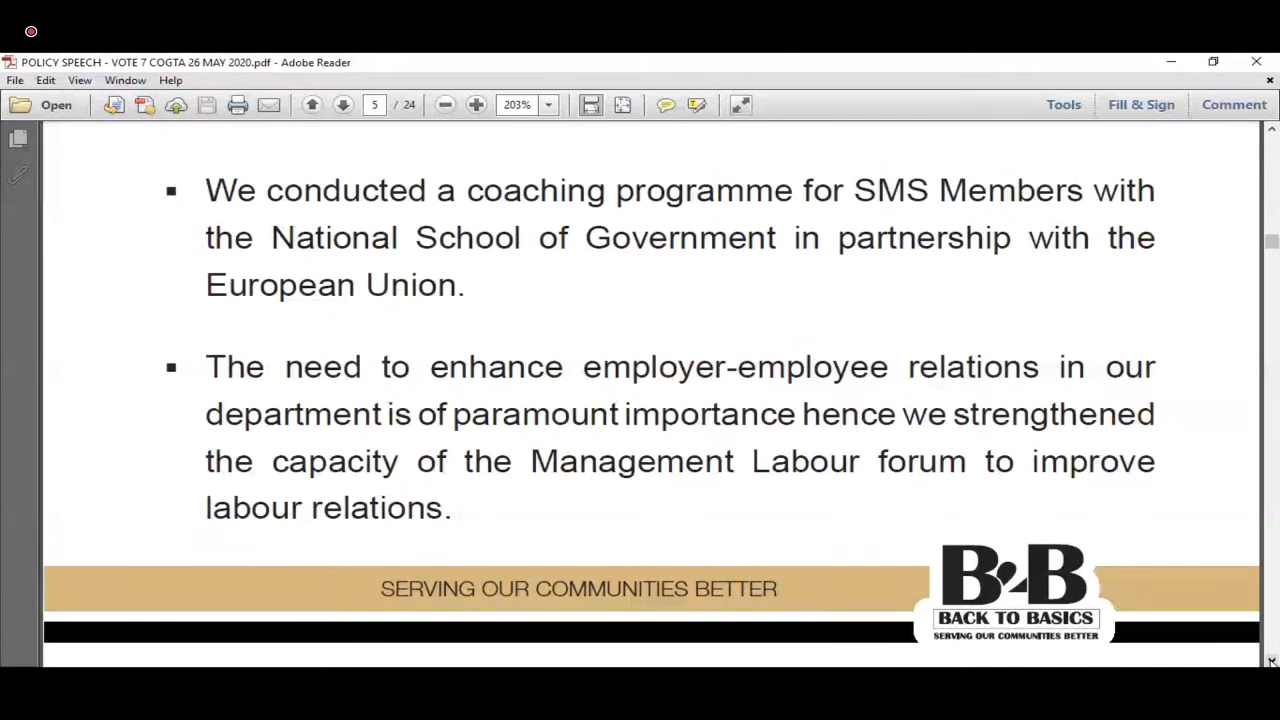 POLICY SPEECH - VOTE 7 COGTA 26 MAY 2020.pdf - Adobe Reader
File Edit View Window Help
Open 5 / 24 203% Tools Fill & Sign Comment
▪ We conducted a coaching programme for SMS Members with
the National School of Government in partnership with the
European Union.
▪ The need to enhance employer-employee relations in our
department is of paramount importance hence we strengthened
the capacity of the Management Labour forum to improve
labour relations.
SERVING OUR COMMUNITIES BETTER
B2B
BACK TO BASICS
SERVING OUR COMMUNITIES BETTER